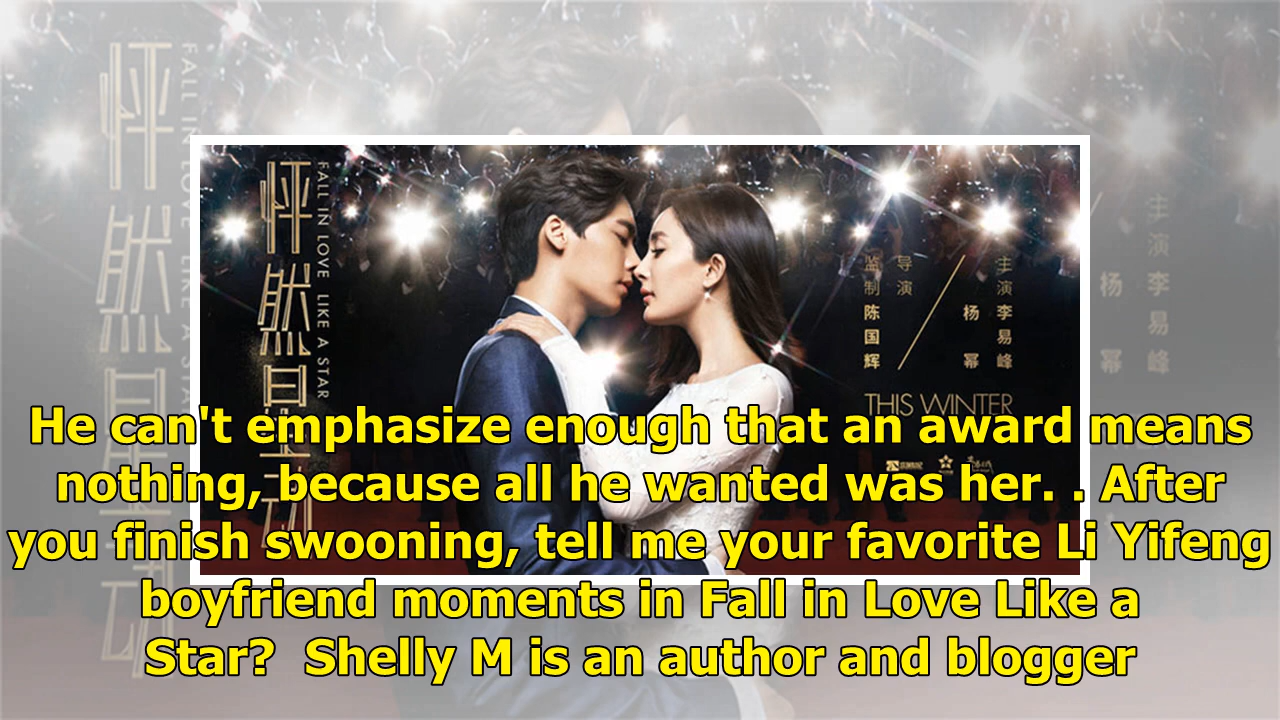 怦然星动
FALL IN LOVE LIKE A STAR
监制
导演
陈国辉
主演
杨幂
李易峰
THIS WINTER
He can't emphasize enough that an award means
nothing, because all he wanted was her. . After
you finish swooning, tell me your favorite Li Yifeng
boyfriend moments in Fall in Love Like a
Star?  Shelly M is an author and blogger